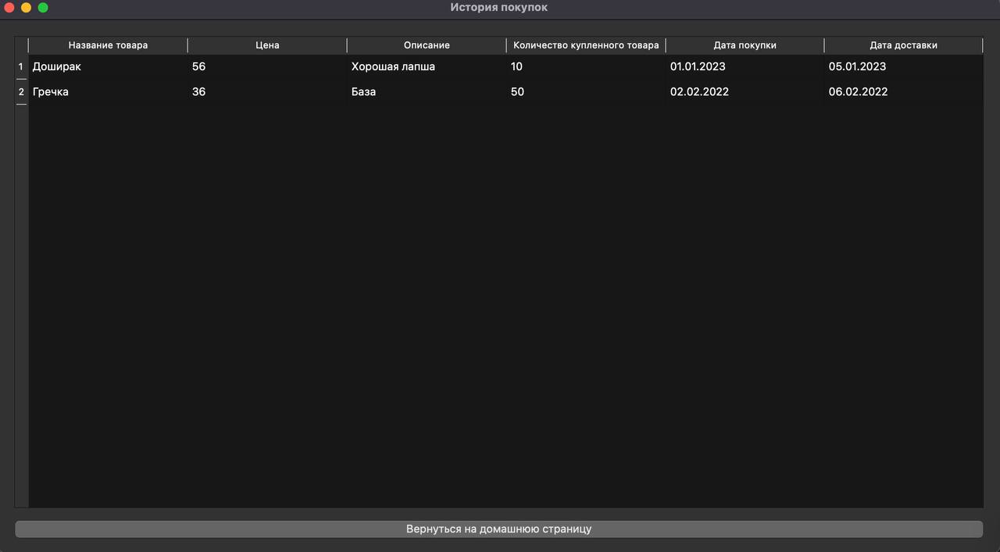 История покупок
Название товара Цена Описание Количество купленного товара Дата покупки Дата доставки
1 Доширак 56 Хорошая лапша 10 01.01.2023 05.01.2023
2 Гречка 36 База 50 02.02.2022 06.02.2022
Вернуться на домашнюю страницу